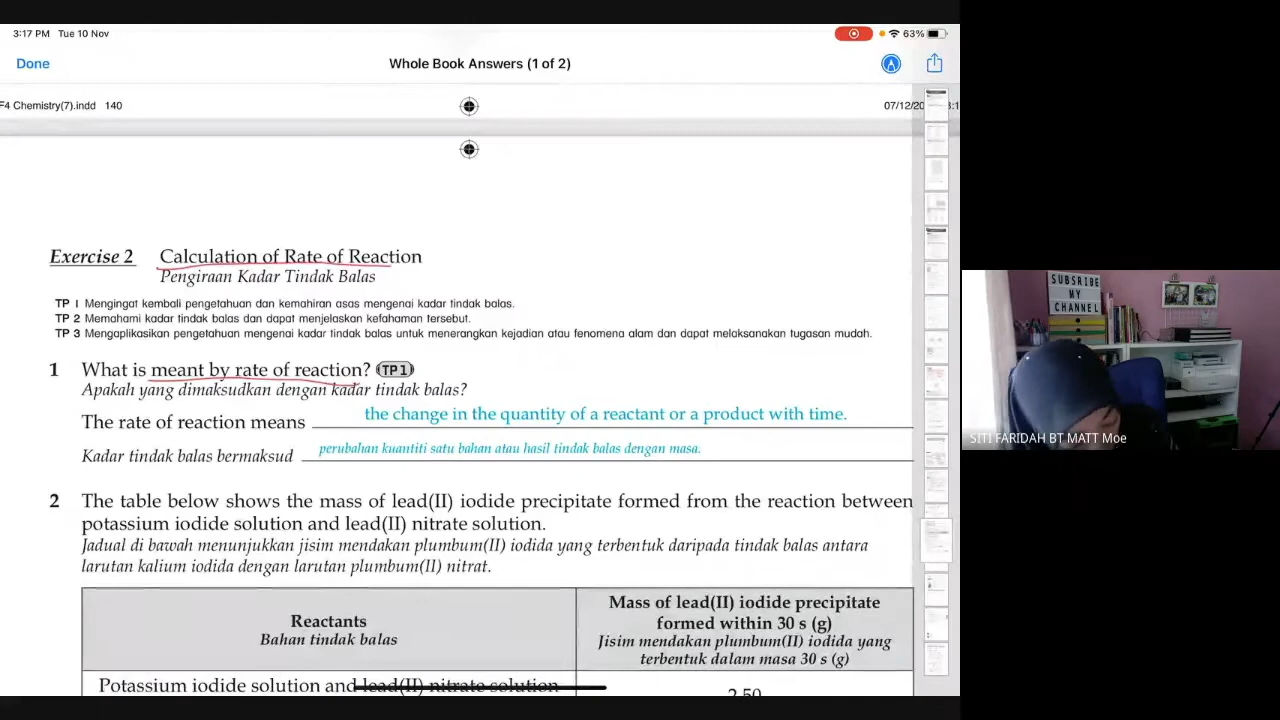 3:17 PM Tue 10 Nov
63%
Done
Whole Book Answers (1 of 2)
F4 Chemistry(7).indd 140
07/12/20
Exercise 2 Calculation of Rate of Reaction
Pengiraan Kadar Tindak Balas
TP 1 Mengingat kembali pengetahuan dan kemahiran asas mengenai kadar tindak balas.
TP 2 Memahami kadar tindak balas dan dapat menjelaskan kefahaman tersebut.
TP 3 Mengaplikasikan pengetahuan mengenai kadar tindak balas untuk menerangkan kejadian atau fenomena alam dan dapat melaksanakan tugasan mudah.
1 What is meant by rate of reaction? TP 1
Apakah yang dimaksudkan dengan kadar tindak balas?
The rate of reaction means the change in the quantity of a reactant or a product with time.
Kadar tindak balas bermaksud perubahan kuantiti satu bahan atau hasil tindak balas dengan masa.
2 The table below shows the mass of lead(II) iodide precipitate formed from the reaction between
potassium iodide solution and lead(II) nitrate solution.
Jadual di bawah menunjukkan jisim mendakan plumbum(II) iodida yang terbentuk daripada tindak balas antara
larutan kalium iodida dengan larutan plumbum(II) nitrat.
Reactants
Bahan tindak balas
Mass of lead(II) iodide precipitate
formed within 30 s (g)
Jisim mendakan plumbum(II) iodida yang
terbentuk dalam masa 30 s (g)
Potassium iodide solution and lead(II) nitrate solution
2.50
SUBSRIBE
MY
CHANNEL
SITI FARIDAH BT MATT Moe